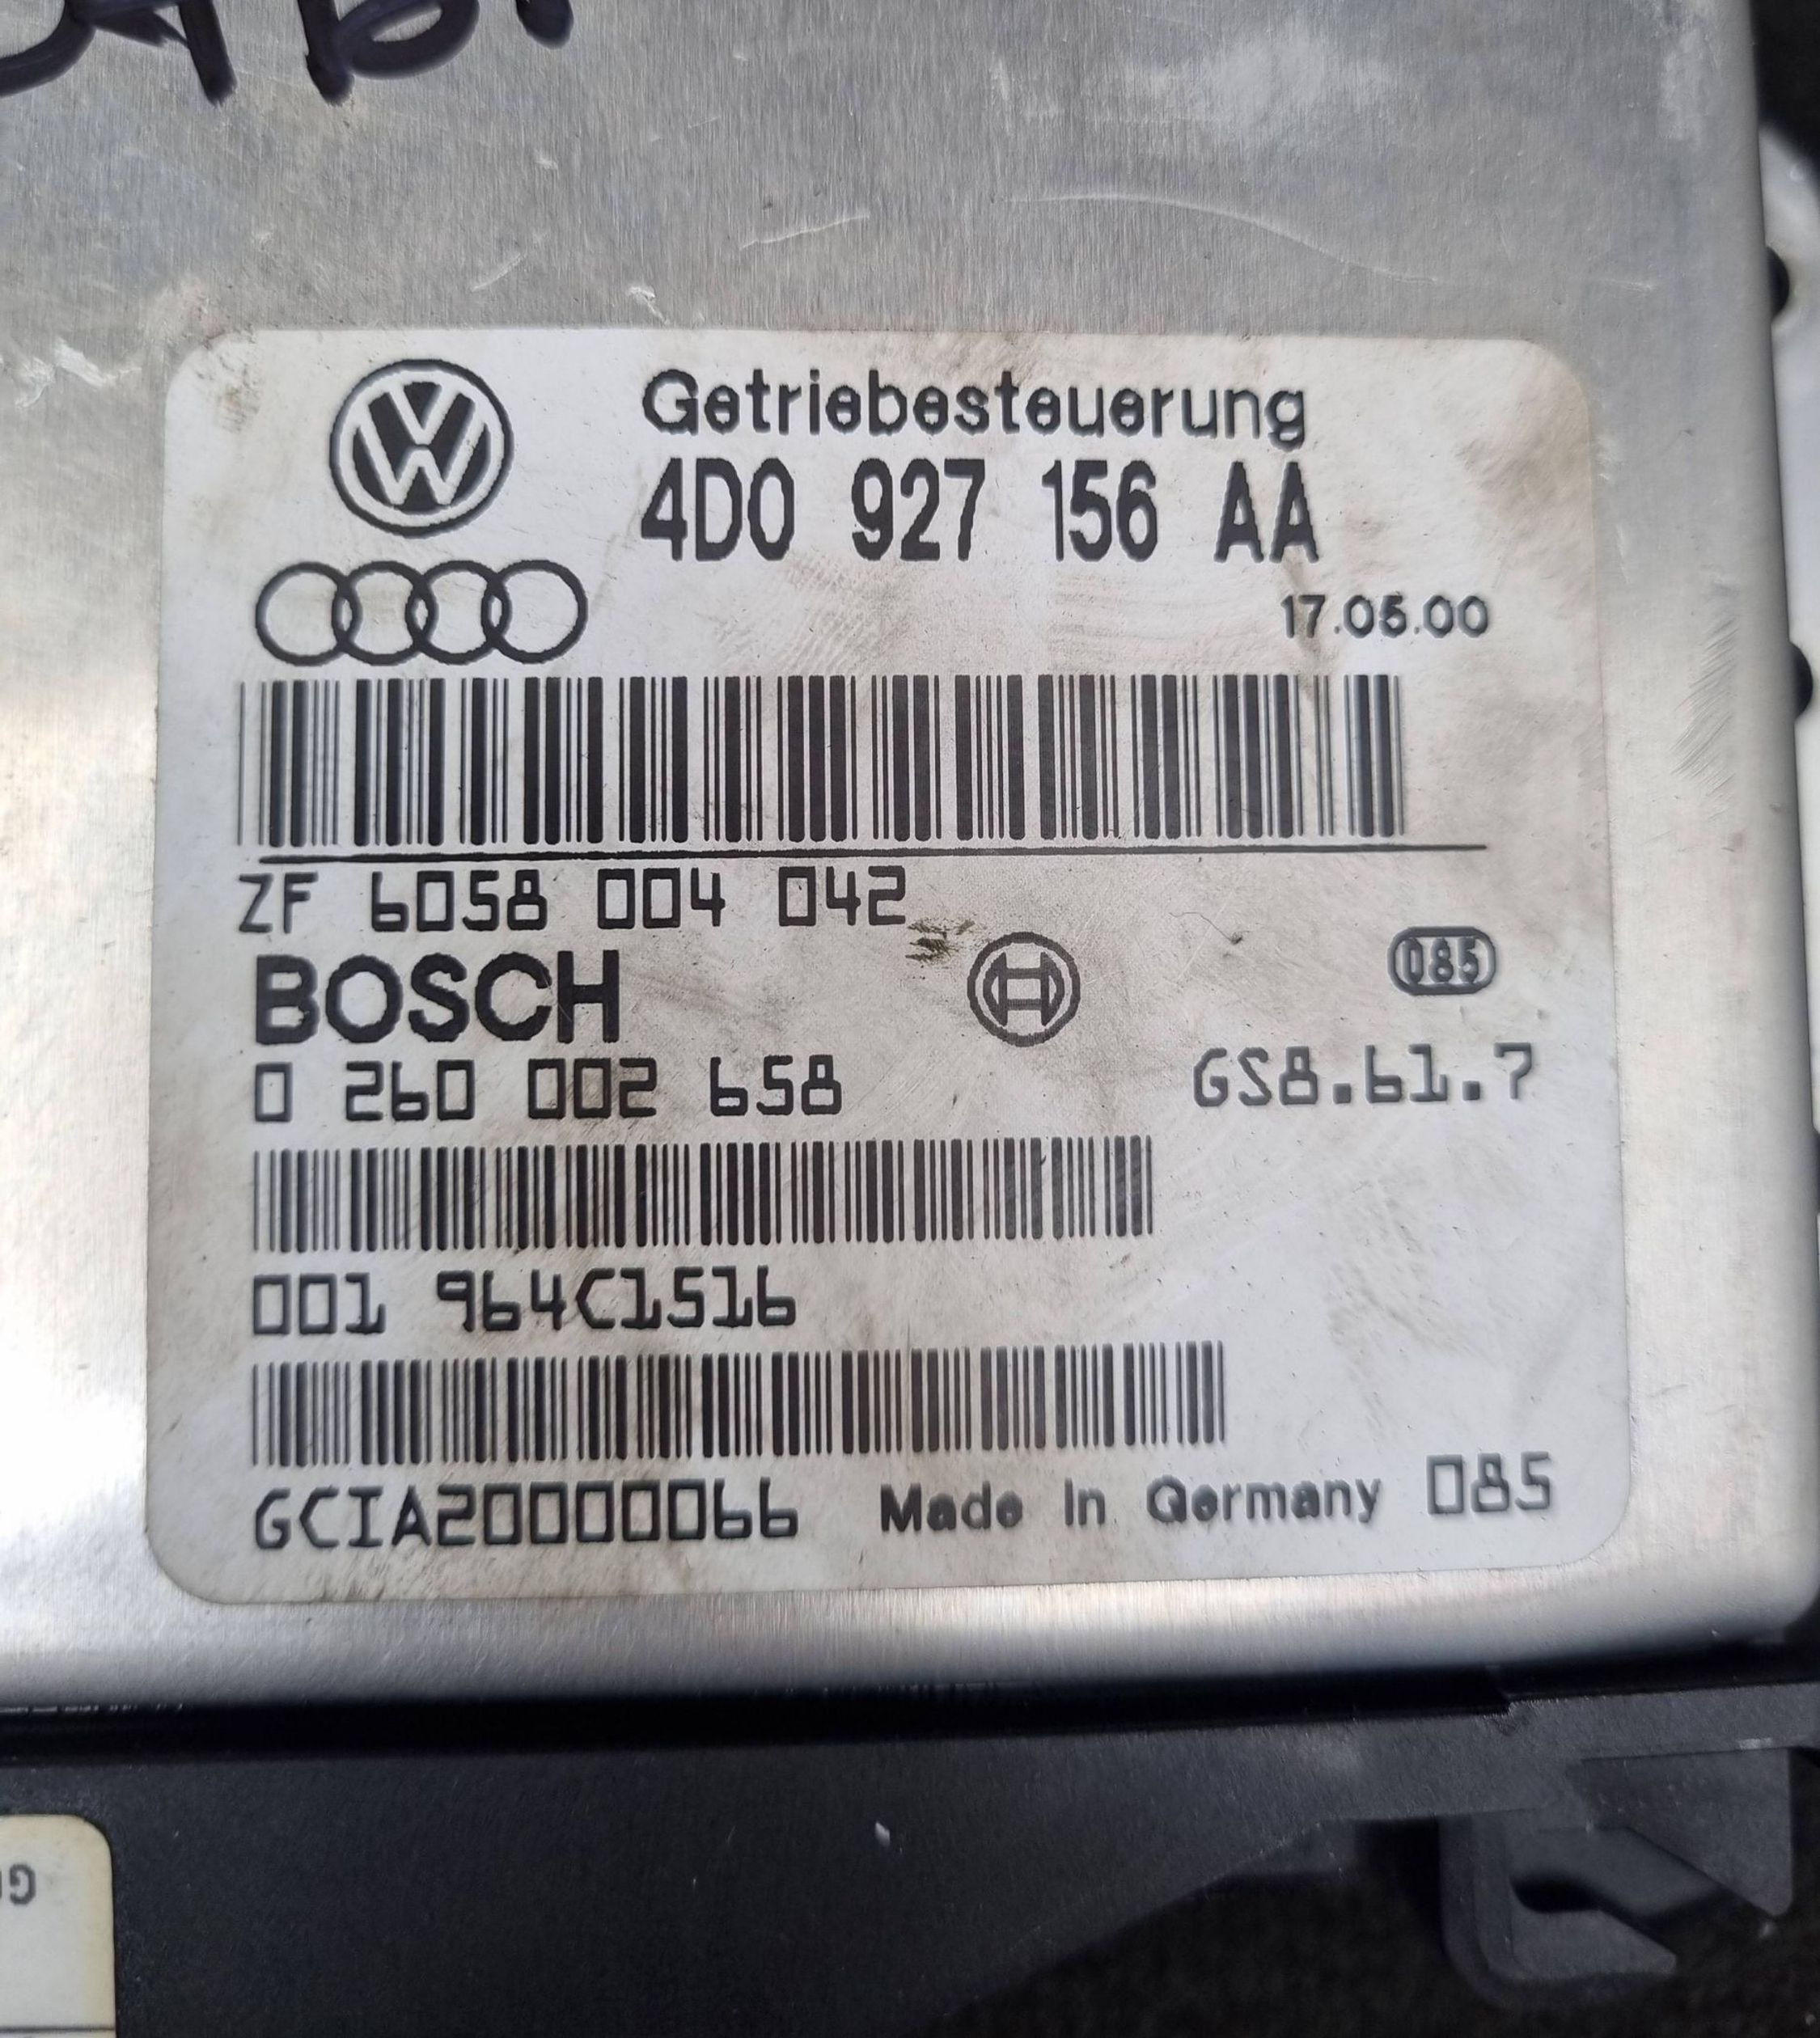 Getriebesteuerung
4D0 927 156 AA
17.05.00
ZF 6058 004 042
BOSCH
085
0 260 002 658
GS8.61.7
001 964C1516
GCIA20000066 Made In Germany 085